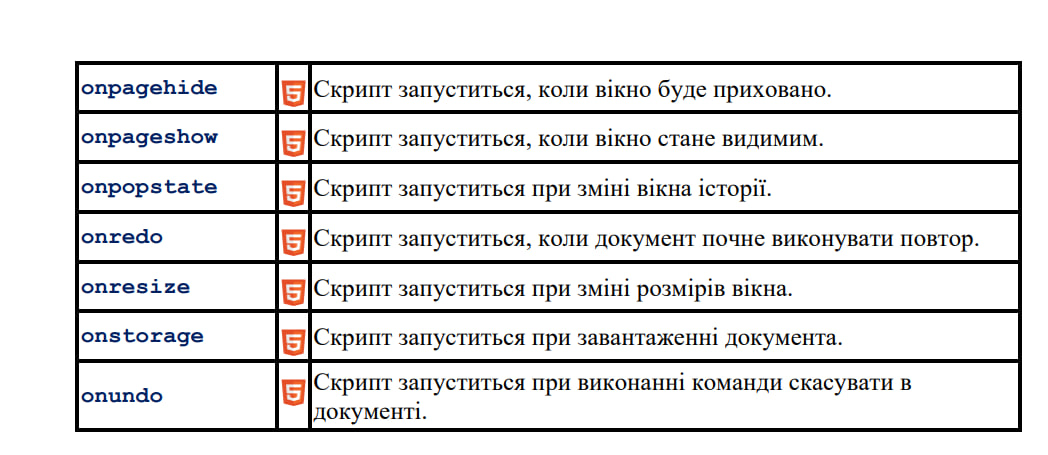 onpagehide 5 Скрипт запуститься, коли вікно буде приховано.
onpageshow 5 Скрипт запуститься, коли вікно стане видимим.
onpopstate 5 Скрипт запуститься при зміні вікна історії.
onredo 5 Скрипт запуститься, коли документ почне виконувати повтор.
onresize 5 Скрипт запуститься при зміні розмірів вікна.
onstorage 5 Скрипт запуститься при завантаженні документа.
onundo 5 Скрипт запуститься при виконанні команди скасувати в
документі.